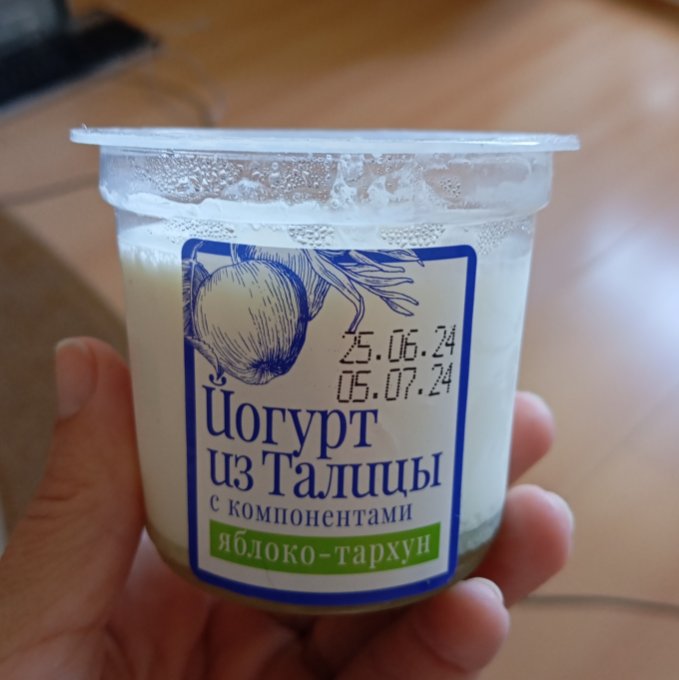 25.06.24
05.07.24
Йогурт
из Талицы
с компонентами
яблоко-тархун